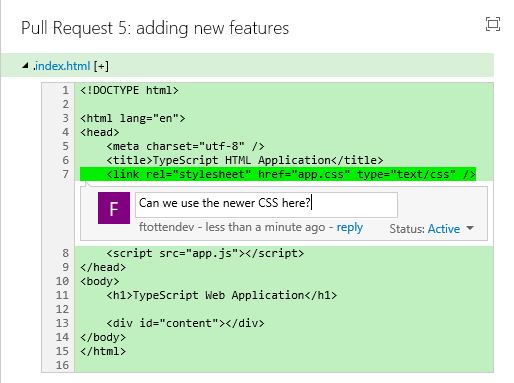 Pull Request 5: adding new features
.index.html [+]
1 <!DOCTYPE html>
2
3 <html lang="en">
4 <head>
5     <meta charset="utf-8" />
6     <title>TypeScript HTML Application</title>
7     <link rel="stylesheet" href="app.css" type="text/css" />
F
Can we use the newer CSS here?
ftottendev - less than a minute ago - reply Status: Active
8     <script src="app.js"></script>
9 </head>
10 <body>
11     <h1>TypeScript Web Application</h1>
12
13     <div id="content"></div>
14 </body>
15 </html>
16